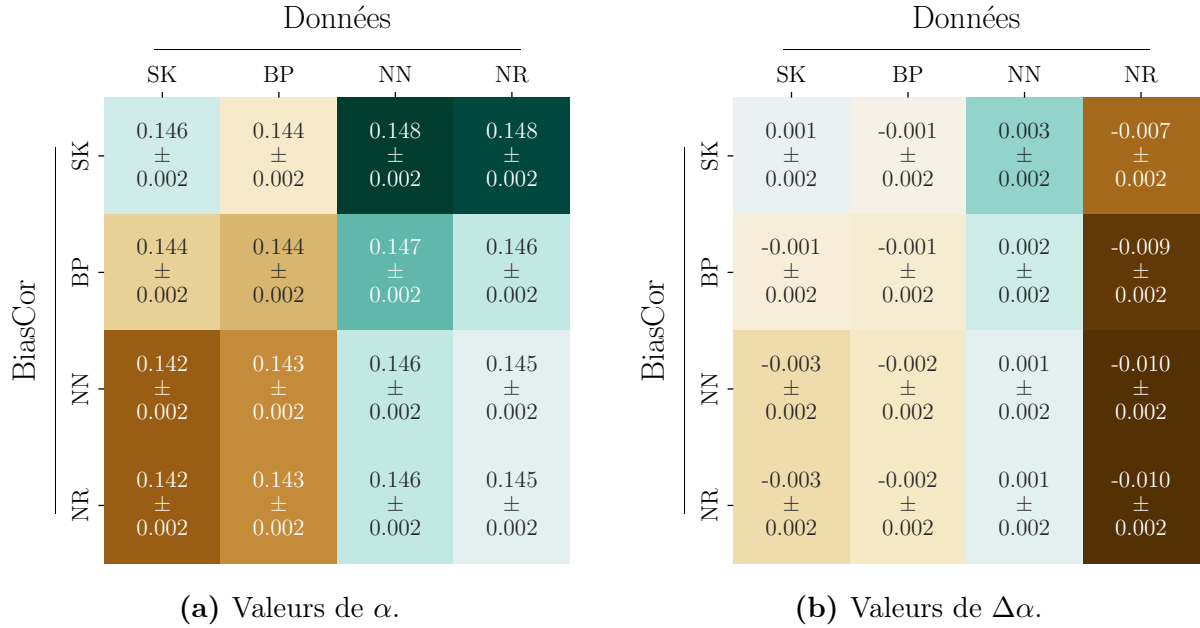 Données
SK BP NN NR
BiasCor
SK
0.146 0.144 0.148 0.148
± ± ± ±
0.002 0.002 0.002 0.002
BP
0.144 0.144 0.147 0.146
± ± ± ±
0.002 0.002 0.002 0.002
NN
0.142 0.143 0.146 0.145
± ± ± ±
0.002 0.002 0.002 0.002
NR
0.142 0.143 0.146 0.145
± ± ± ±
0.002 0.002 0.002 0.002
(a) Valeurs de α.
Données
SK BP NN NR
BiasCor
SK
0.001 -0.001 0.003 -0.007
± ± ± ±
0.002 0.002 0.002 0.002
BP
-0.001 -0.001 0.002 -0.009
± ± ± ±
0.002 0.002 0.002 0.002
NN
-0.003 -0.002 0.001 -0.010
± ± ± ±
0.002 0.002 0.002 0.002
NR
-0.003 -0.002 0.001 -0.010
± ± ± ±
0.002 0.002 0.002 0.002
(b) Valeurs de Δα.